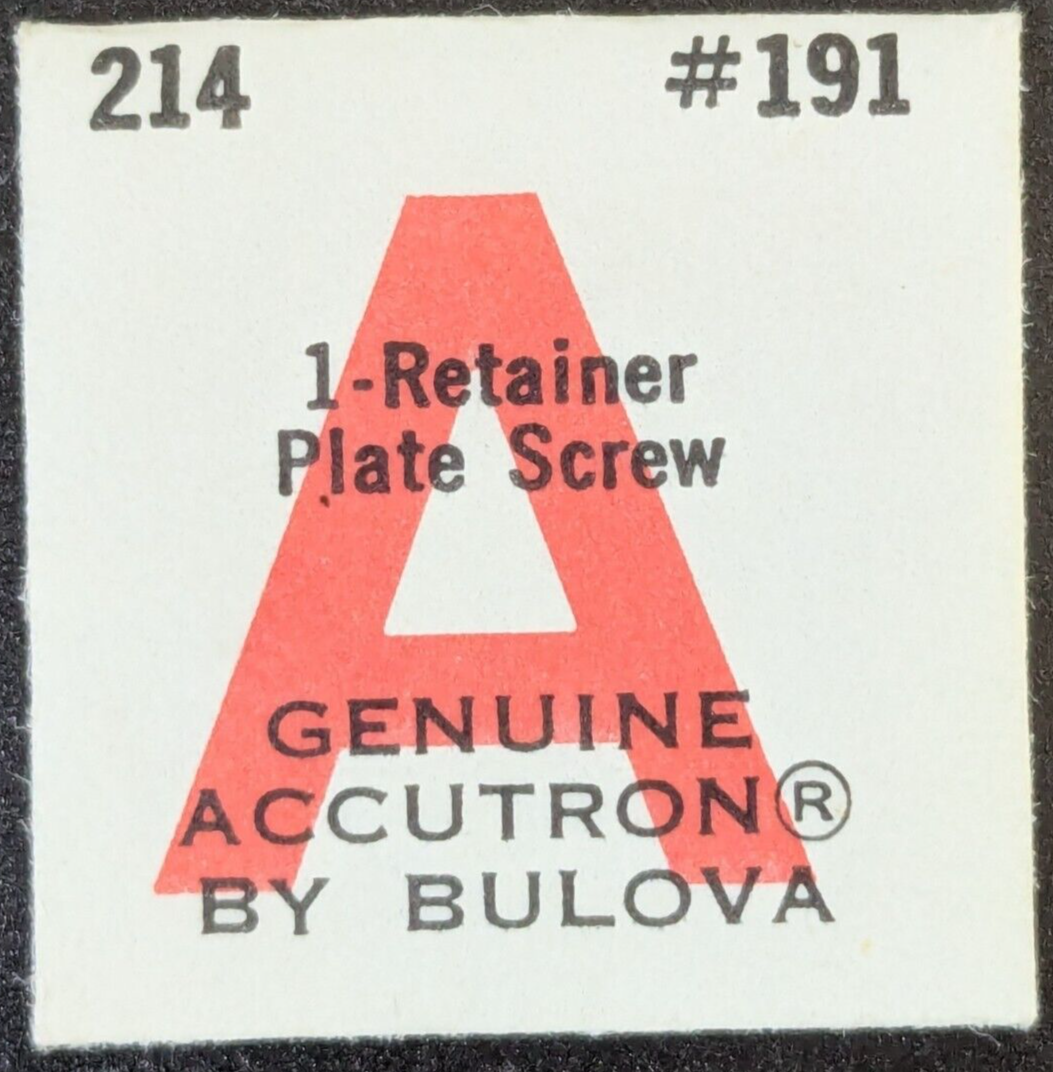 214 #191
1-Retainer
Plate Screw
GENUINE
ACCUTRON®
BY BULOVA